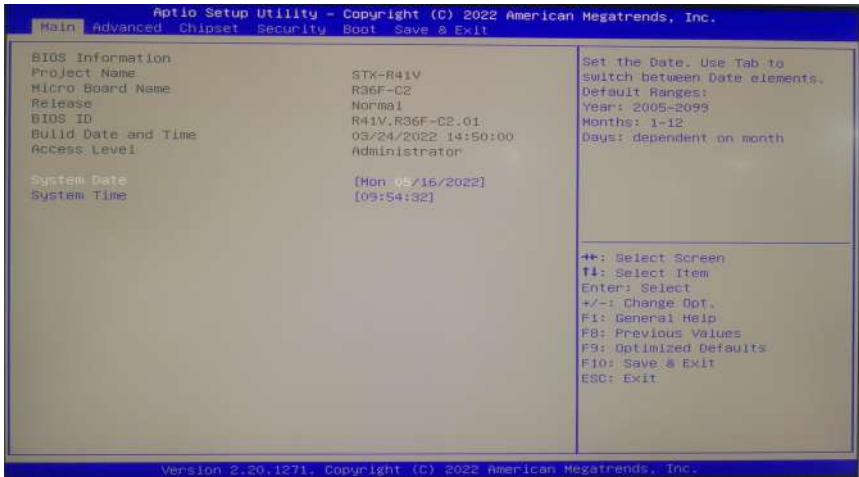 Aptio Setup Utility – Copyright (C) 2022 American Megatrends, Inc.
Main Advanced Chipset Security Boot Save & Exit
BIOS Information
Project Name STX-R41V
Micro Board Name R36F-C2
Release Normal
BIOS ID R41V.R36F-C2.01
Build Date and Time 03/24/2022 14:50:00
Access Level Administrator
System Date [Mon 05/16/2022]
System Time [09:54:32]
Set the Date. Use Tab to
switch between Date elements.
Default Ranges:
Year: 2005-2099
Months: 1-12
Days: dependent on month
→←: Select Screen
↑↓: Select Item
Enter: Select
+/-: Change Opt.
F1: General Help
F8: Previous Values
F9: Optimized Defaults
F10: Save & Exit
ESC: Exit
Version 2.20.1271. Copyright (C) 2022 American Megatrends, Inc.